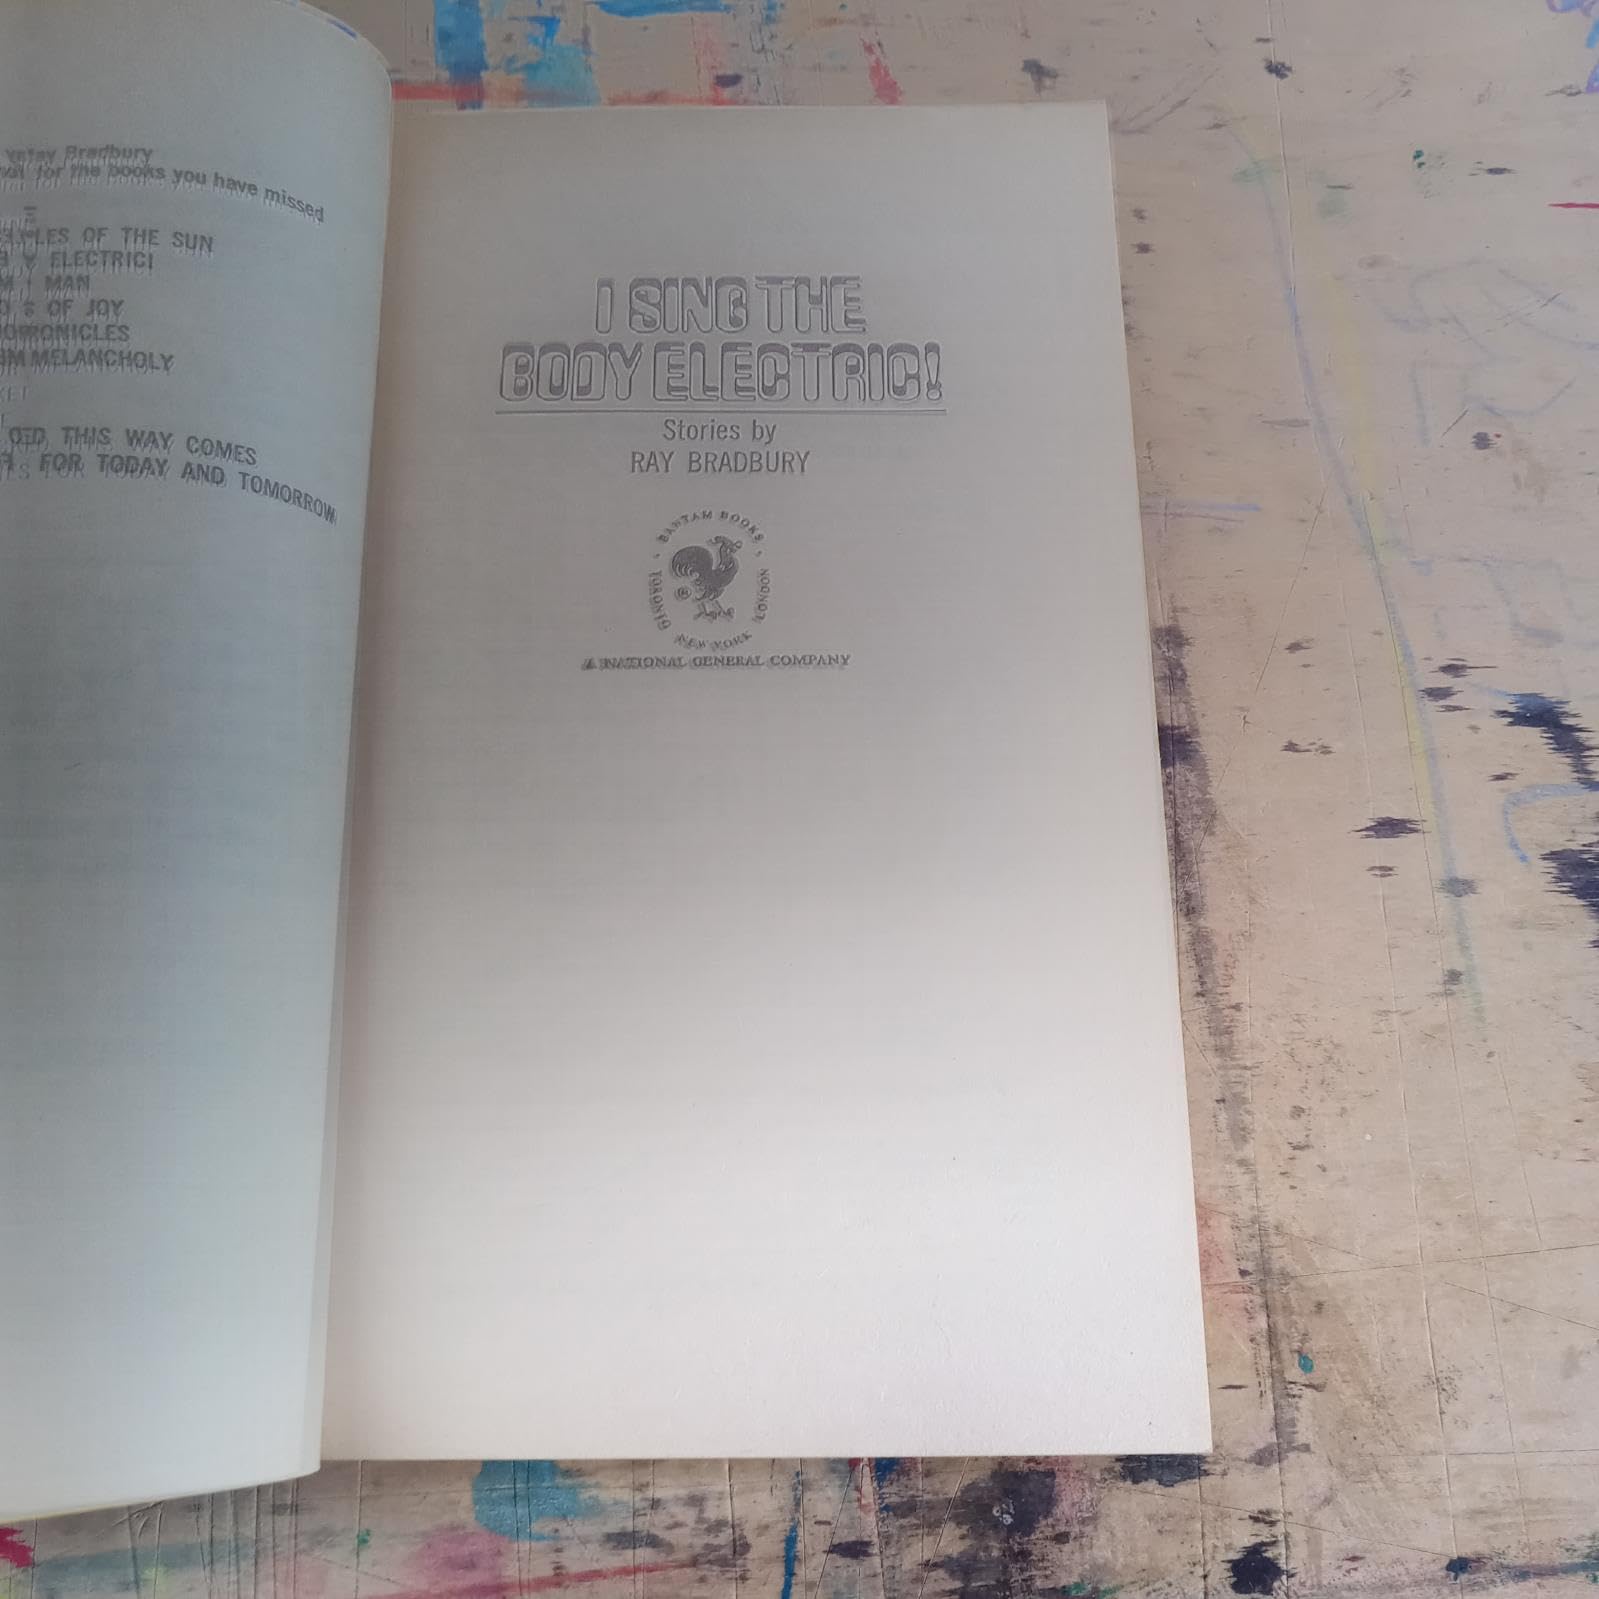 Bradbury
for the books you have missed
OF THE SUN
ELECTRIC!
MAN
OF JOY
MELANCHOLY
THIS WAY COMES
FOR TODAY AND TOMORROW
I SING THE
BODY ELECTRIC!
Stories by
RAY BRADBURY
BANTAM BOOKS
TORONTO
NEW YORK
LONDON
A NATIONAL GENERAL COMPANY